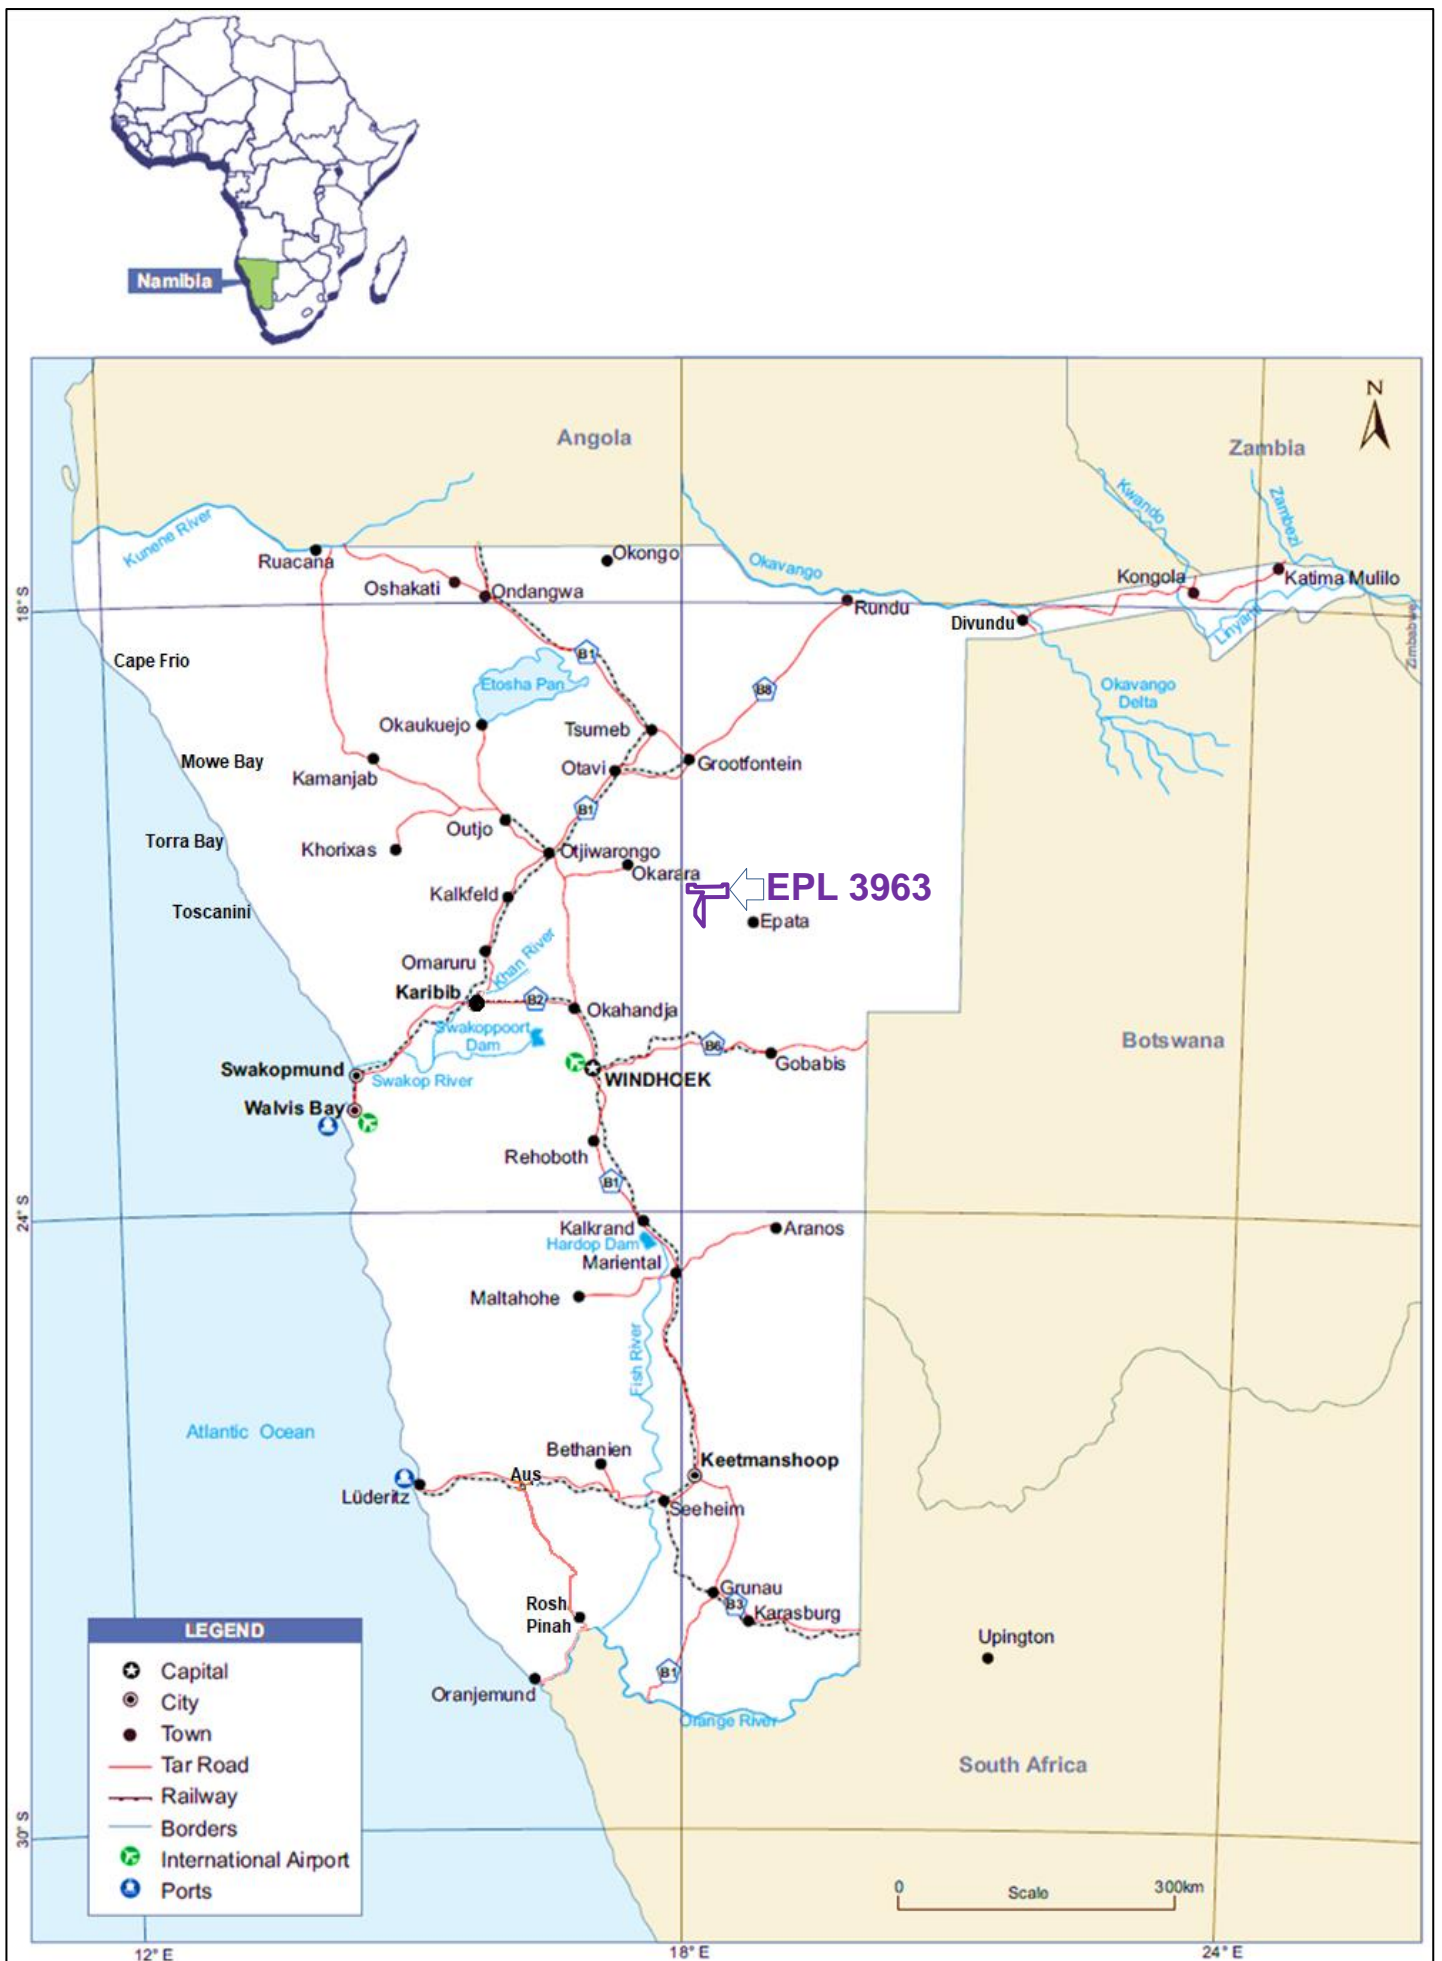 Namibia
N
Angola
Zambia
Kwando
Zambezi
Kunene River
Ruacana
Okongo
Okavango
Oshakati
Ondangwa
Kongola
Katima Mulilo
18° S
Rundu
Divundu
Linyanti
Zimbabwe
Cape Frio
B1
Etosha Pan
B8
Okavango
Delta
Okaukuejo
Tsumeb
Mowe Bay
Kamanjab
Otavi
Grootfontein
B1
Outjo
Torra Bay
Khorixas
Otjiwarongo
Okarara
Kalkfeld
EPL 3963
Toscanini
Epata
Omaruru
Khan River
Karibib
B2
Okahandja
Swakoppoort
Dam
B6
Botswana
Swakopmund
Swakop River
Gobabis
WINDHOEK
Walvis Bay
Rehoboth
B1
24° S
Kalkrand
Aranos
Hardop Dam
Mariental
Maltahohe
Fish River
Atlantic Ocean
Bethanien
Keetmanshoop
Aus
Lüderitz
Seeheim
Grunau
Rosh
Pinah
B3
Karasburg
Upington
B1
Oranjemund
Orange River
South Africa
LEGEND
Capital
City
Town
Tar Road
Railway
Borders
International Airport
Ports
30° S
0
Scale
300km
12° E
18° E
24° E